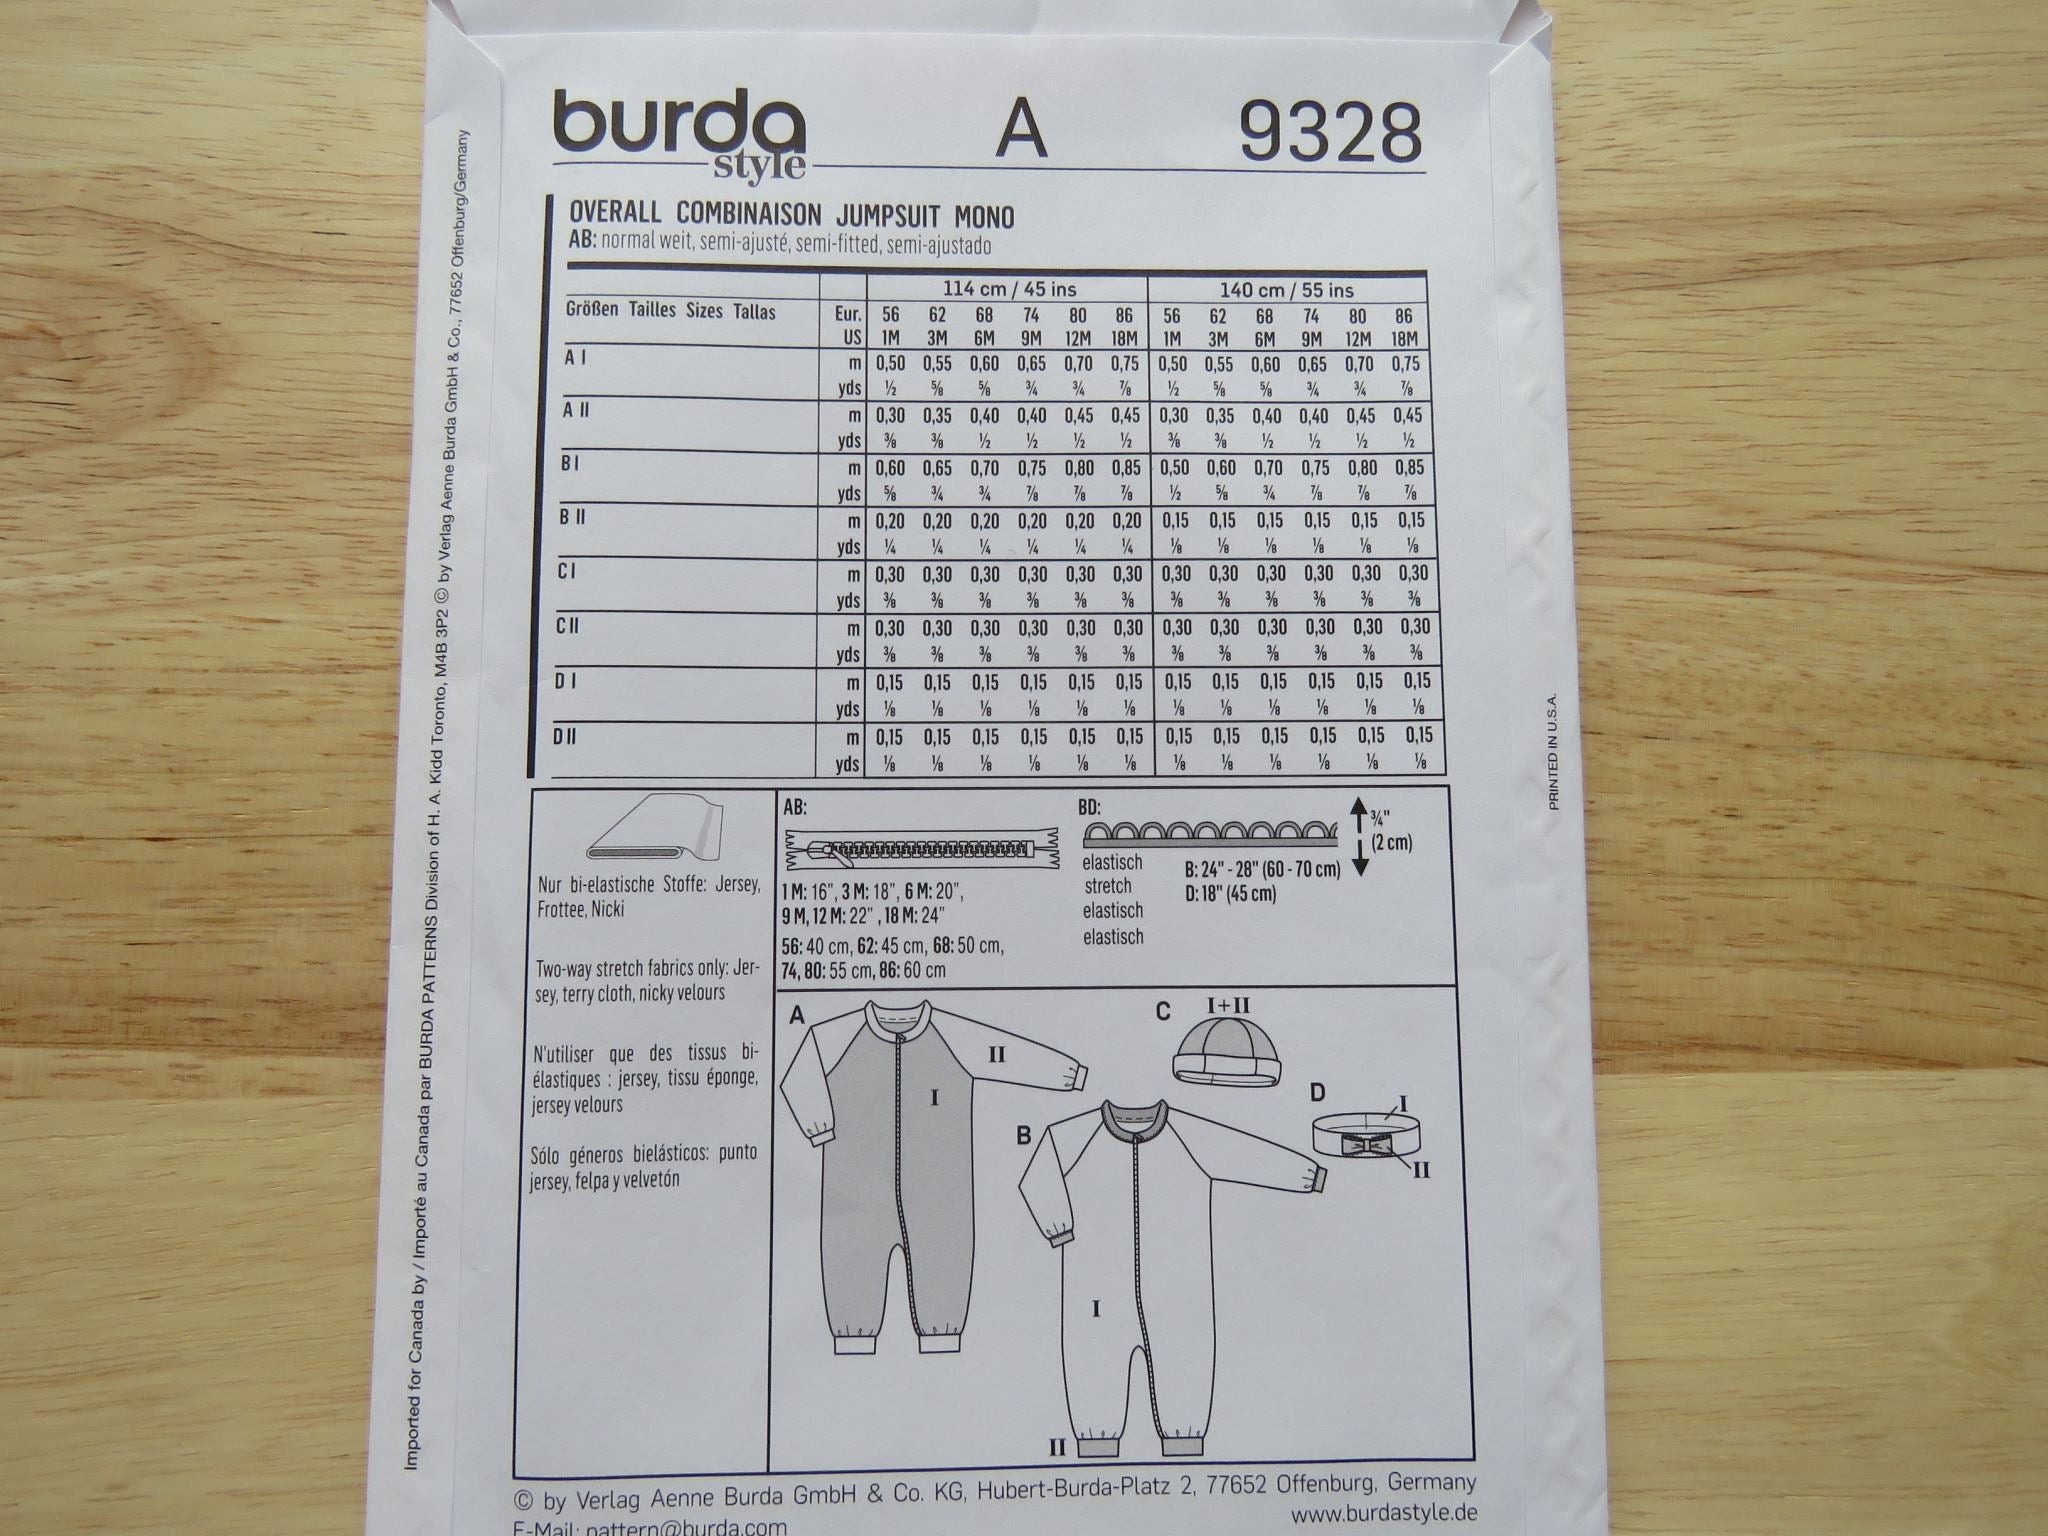 burda A 9328
style
OVERALL COMBINAISON JUMPSUIT MONO
AB: normal weit, semi-ajusté, semi-fitted, semi-ajustado
114 cm / 45 ins 140 cm / 55 ins
Größen Tailles Sizes Tallas Eur. 56 62 68 74 80 86 56 62 68 74 80 86
US 1M 3M 6M 9M 12M 18M 1M 3M 6M 9M 12M 18M
A I m 0,50 0,55 0,60 0,65 0,70 0,75 0,50 0,55 0,60 0,65 0,70 0,75
yds ½ ⅝ ⅝ ¾ ¾ ⅞ ½ ⅝ ⅝ ¾ ¾ ⅞
A II m 0,30 0,35 0,40 0,40 0,45 0,45 0,30 0,35 0,40 0,40 0,45 0,45
yds ⅜ ⅜ ½ ½ ½ ½ ⅜ ⅜ ½ ½ ½ ½
B I m 0,60 0,65 0,70 0,75 0,80 0,85 0,50 0,60 0,70 0,75 0,80 0,85
yds ⅝ ¾ ¾ ⅞ ⅞ ⅞ ½ ⅝ ¾ ⅞ ⅞ ⅞
B II m 0,20 0,20 0,20 0,20 0,20 0,20 0,15 0,15 0,15 0,15 0,15 0,15
yds ¼ ¼ ¼ ¼ ¼ ¼ ⅛ ⅛ ⅛ ⅛ ⅛ ⅛
C I m 0,30 0,30 0,30 0,30 0,30 0,30 0,30 0,30 0,30 0,30 0,30 0,30
yds ⅜ ⅜ ⅜ ⅜ ⅜ ⅜ ⅜ ⅜ ⅜ ⅜ ⅜ ⅜
C II m 0,30 0,30 0,30 0,30 0,30 0,30 0,30 0,30 0,30 0,30 0,30 0,30
yds ⅜ ⅜ ⅜ ⅜ ⅜ ⅜ ⅜ ⅜ ⅜ ⅜ ⅜ ⅜
D I m 0,15 0,15 0,15 0,15 0,15 0,15 0,15 0,15 0,15 0,15 0,15 0,15
yds ⅛ ⅛ ⅛ ⅛ ⅛ ⅛ ⅛ ⅛ ⅛ ⅛ ⅛ ⅛
D II m 0,15 0,15 0,15 0,15 0,15 0,15 0,15 0,15 0,15 0,15 0,15 0,15
yds ⅛ ⅛ ⅛ ⅛ ⅛ ⅛ ⅛ ⅛ ⅛ ⅛ ⅛ ⅛
Nur bi-elastische Stoffe: Jersey,
Frottee, Nicki
Two-way stretch fabrics only: Jer-
sey, terry cloth, nicky velours
N'utiliser que des tissus bi-
élastiques : jersey, tissu éponge,
jersey velours
Sólo géneros bielásticos: punto
jersey, felpa y velvetón
AB:
1 M: 16", 3 M: 18", 6 M: 20",
9 M, 12 M: 22" , 18 M: 24"
56: 40 cm, 62: 45 cm, 68: 50 cm,
74, 80: 55 cm, 86: 60 cm
BD:
¾"
(2 cm)
elastisch
stretch
elastisch
elastisch
B: 24" - 28" (60 - 70 cm)
D: 18" (45 cm)
A
II
I
C
I+II
D
I
II
B
I
II
© by Verlag Aenne Burda GmbH & Co. KG, Hubert-Burda-Platz 2, 77652 Offenburg, Germany
www.burdastyle.de
E-Mail: pattern@burda.com
Imported for Canada by / Importé au Canada par BURDA PATTERNS Division of H. A. Kidd Toronto, M4B 3P2 © by Verlag Aenne Burda GmbH & Co., 77652 Offenburg/Germany
PRINTED IN U.S.A.